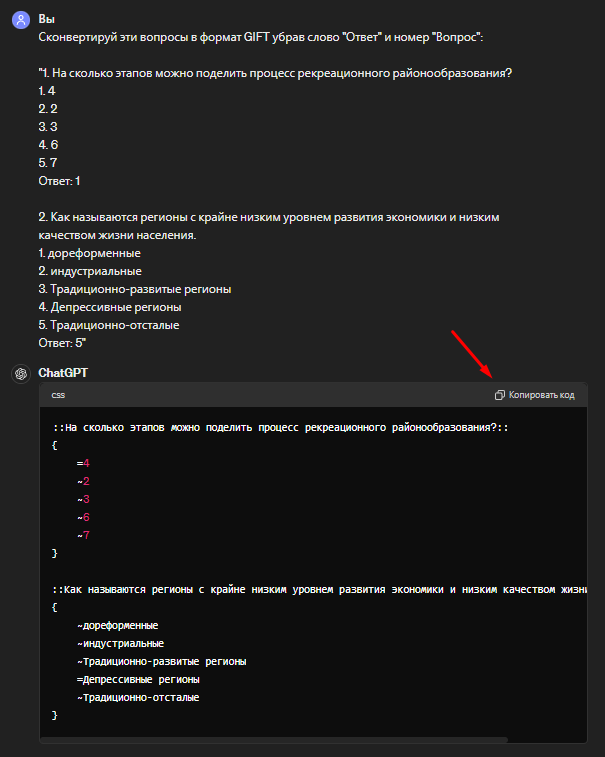 Вы
Сконвертируй эти вопросы в формат GIFT убрав слово "Ответ" и номер "Вопрос":
"1. На сколько этапов можно поделить процесс рекреационного районообразования?
1. 4
2. 2
3. 3
4. 6
5. 7
Ответ: 1
2. Как называются регионы с крайне низким уровнем развития экономики и низким
качеством жизни населения.
1. дореформенные
2. индустриальные
3. Традиционно-развитые регионы
4. Депрессивные регионы
5. Традиционно-отсталые
Ответ: 5"
ChatGPT
css
Копировать код
::На сколько этапов можно поделить процесс рекреационного районообразования?::
{
=4
~2
~3
~6
~7
}
::Как называются регионы с крайне низким уровнем развития экономики и низким качеством жизни
{
~дореформенные
~индустриальные
~Традиционно-развитые регионы
=Депрессивные регионы
~Традиционно-отсталые
}